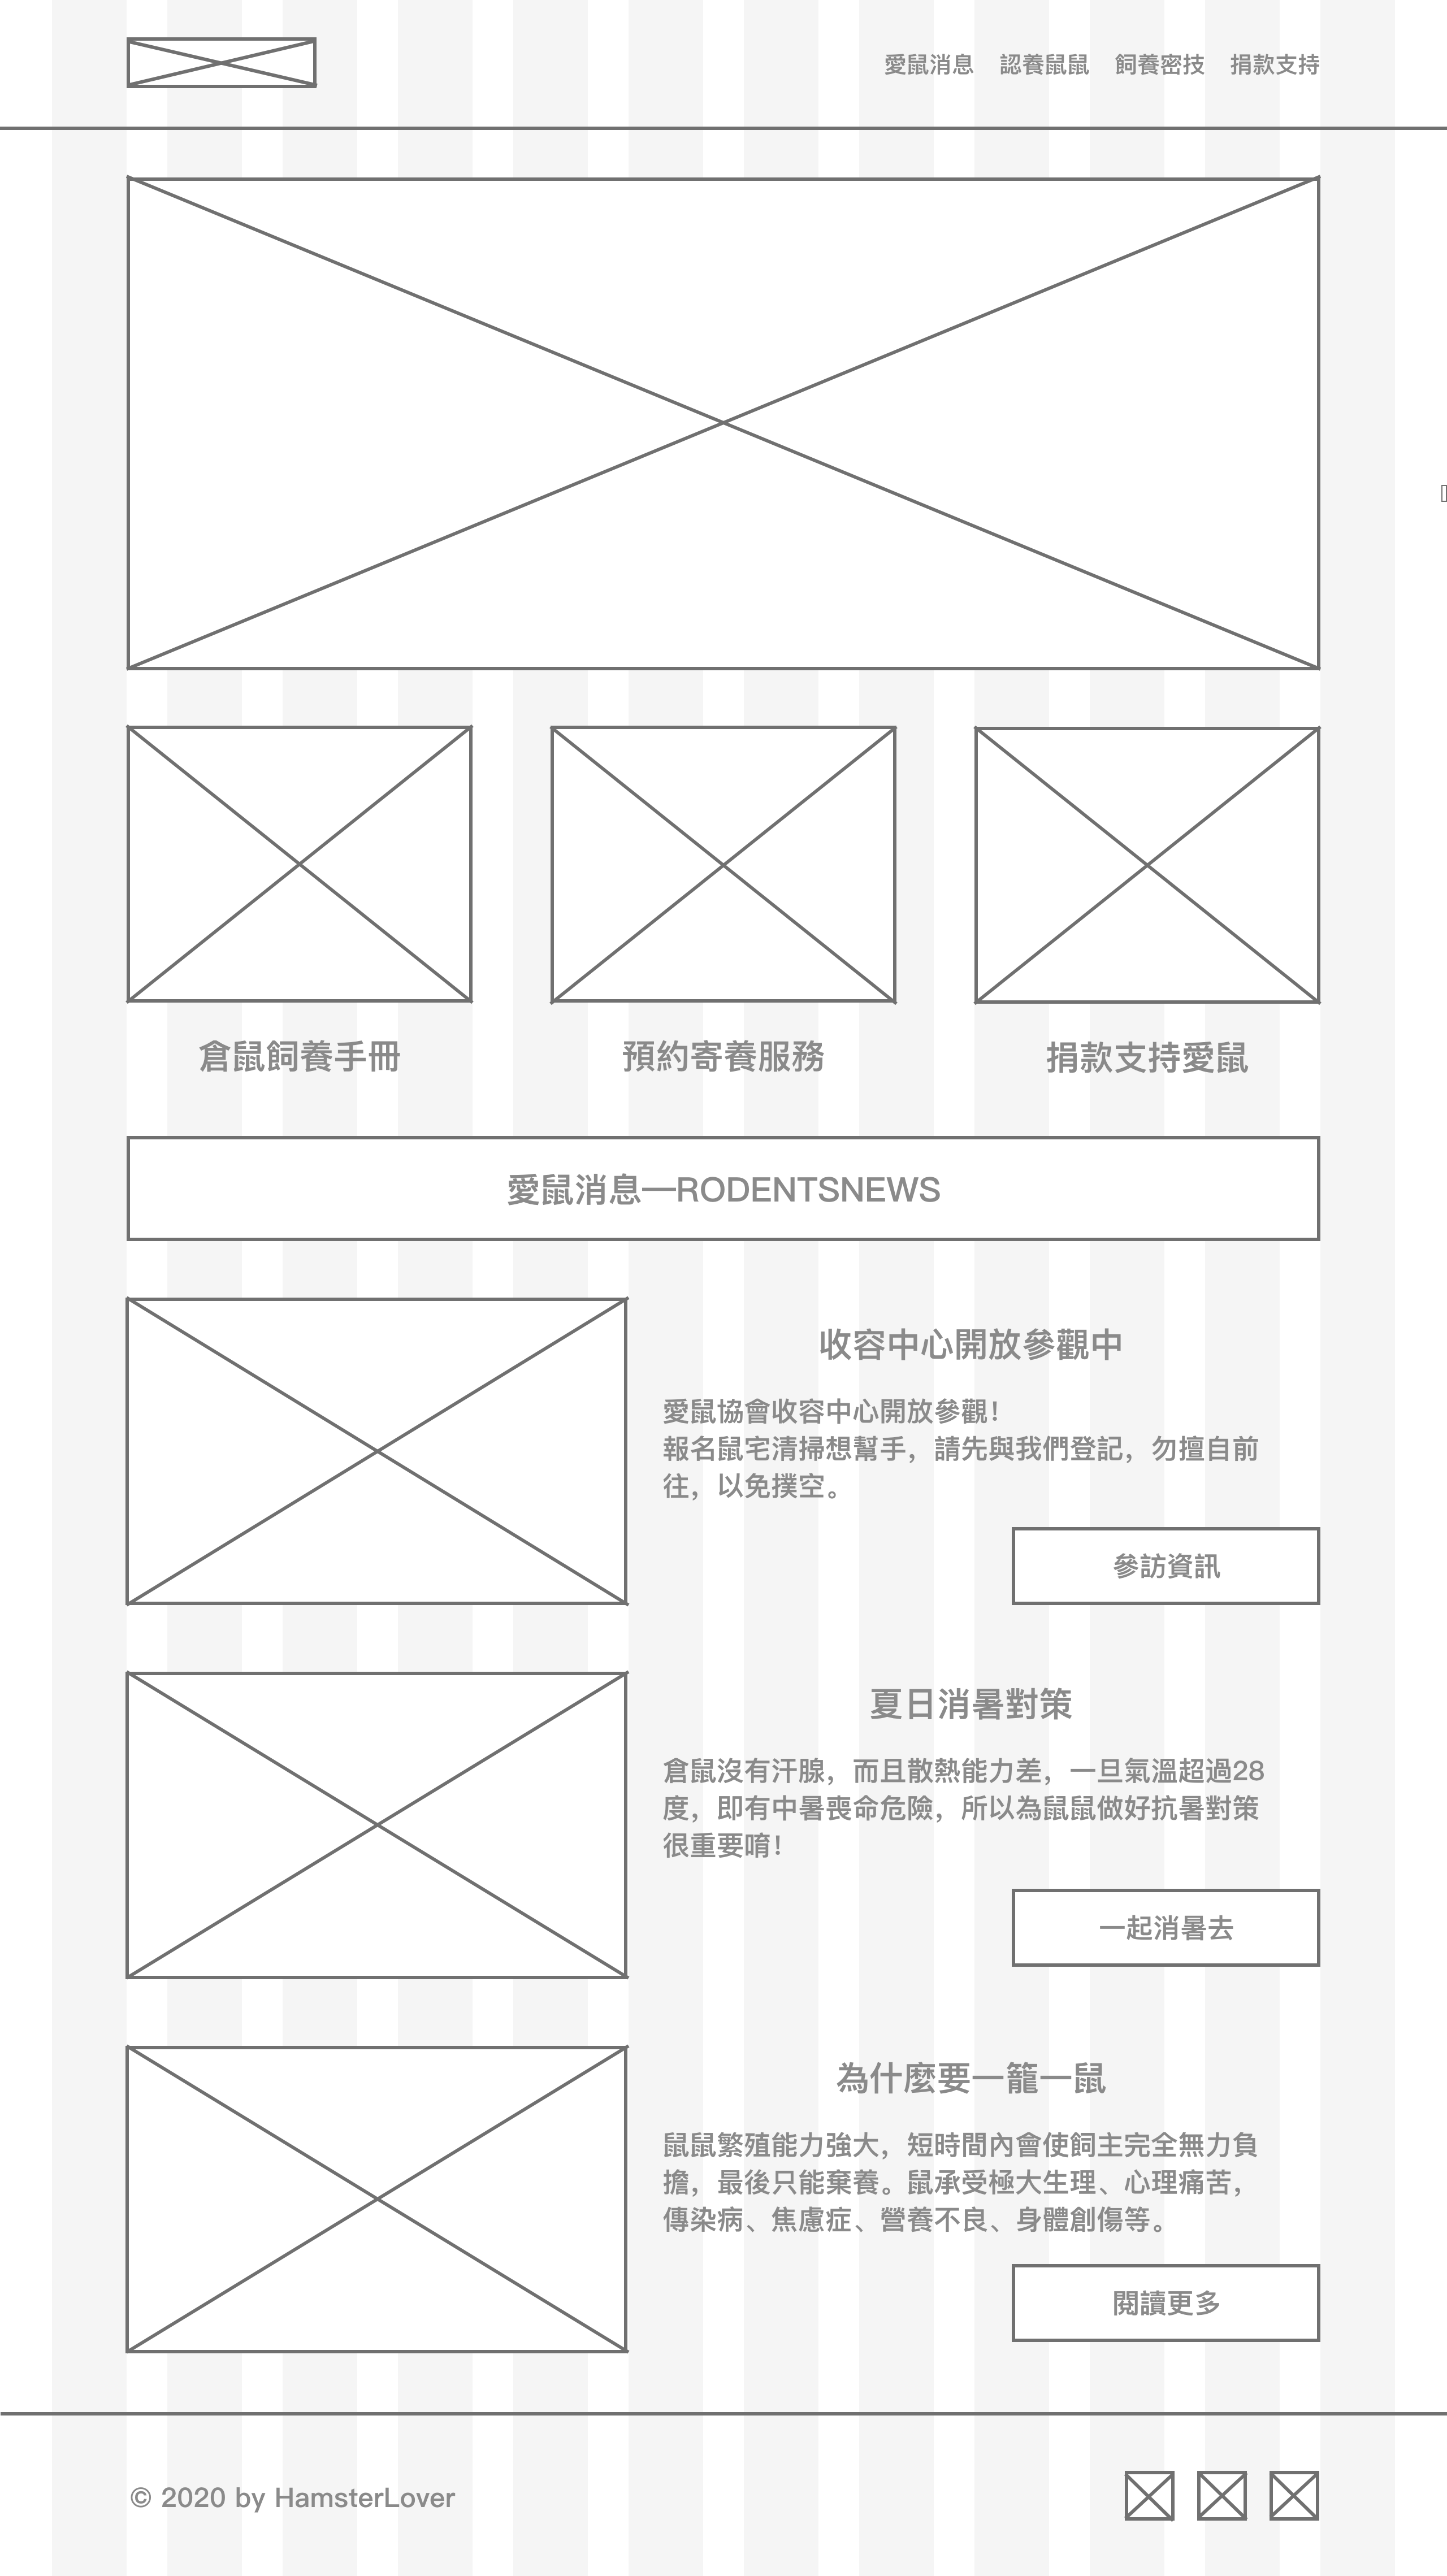 愛鼠消息 認養鼠鼠 飼養密技 捐款支持
倉鼠飼養手冊
預約寄養服務
捐款支持愛鼠
愛鼠消息—RODENTSNEWS
收容中心開放參觀中
愛鼠協會收容中心開放參觀！
報名鼠宅清掃想幫手，請先與我們登記，勿擅自前
往，以免撲空。
參訪資訊
夏日消暑對策
倉鼠沒有汗腺，而且散熱能力差，一旦氣溫超過28
度，即有中暑喪命危險，所以為鼠鼠做好抗暑對策
很重要唷！
一起消暑去
為什麼要一籠一鼠
鼠鼠繁殖能力強大，短時間內會使飼主完全無力負
擔，最後只能棄養。鼠承受極大生理、心理痛苦，
傳染病、焦慮症、營養不良、身體創傷等。
閱讀更多
© 2020 by HamsterLover